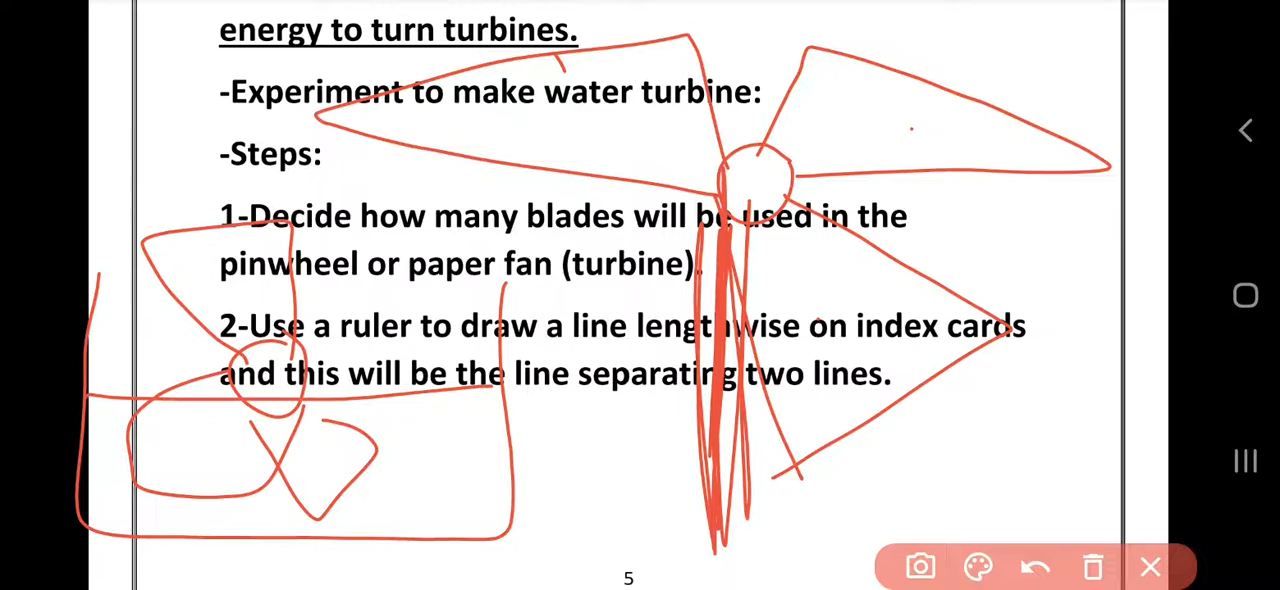 energy to turn turbines.
-Experiment to make water turbine:
-Steps:
1-Decide how many blades will be used in the
pinwheel or paper fan (turbine).
2-Use a ruler to draw a line lengthwise on index cards
and this will be the line separating two lines.
5